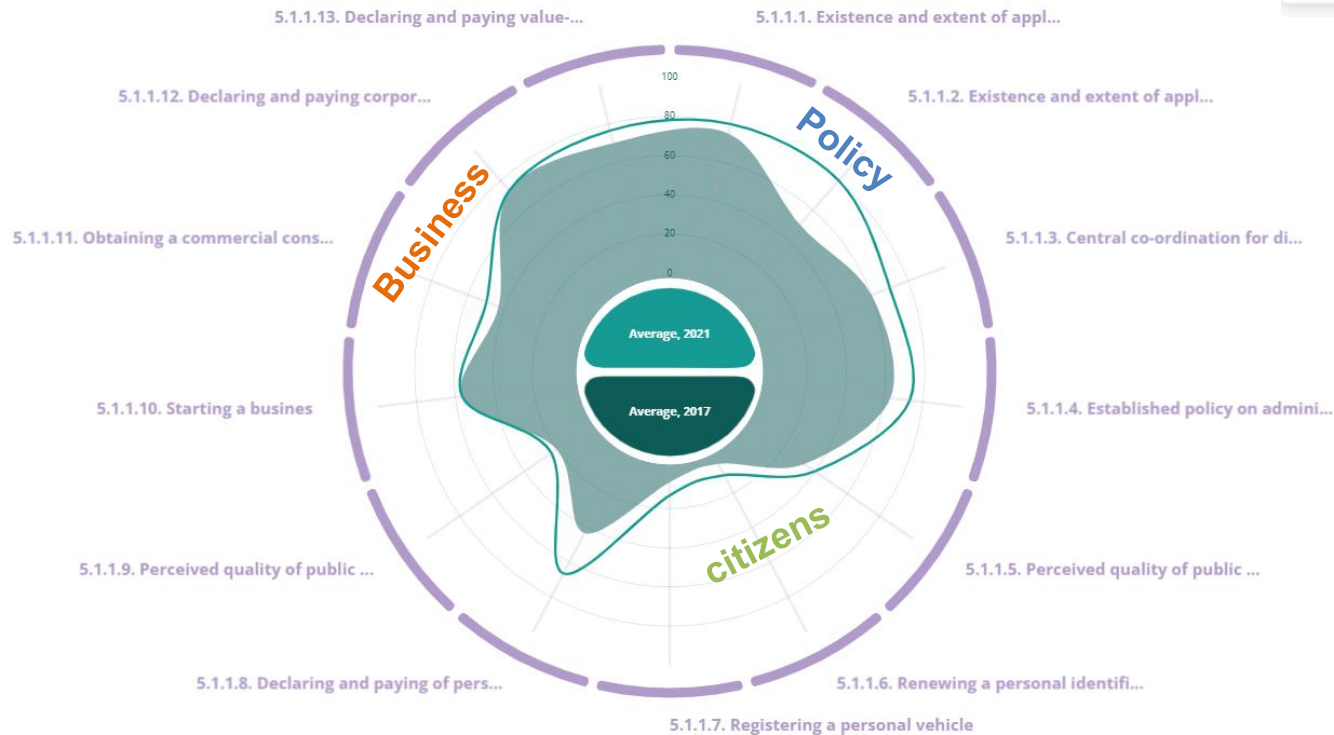 5.1.1.13. Declaring and paying value-...
5.1.1.1. Existence and extent of appl...
100
5.1.1.12. Declaring and paying corpor...
5.1.1.2. Existence and extent of appl...
80
Policy
60
Business
40
5.1.1.11. Obtaining a commercial cons...
20
5.1.1.3. Central co-ordination for di...
0
Average, 2021
5.1.1.10. Starting a busines
Average, 2017
5.1.1.4. Established policy on admini...
citizens
5.1.1.9. Perceived quality of public ...
5.1.1.5. Perceived quality of public ...
5.1.1.8. Declaring and paying of pers...
5.1.1.6. Renewing a personal identifi...
5.1.1.7. Registering a personal vehicle